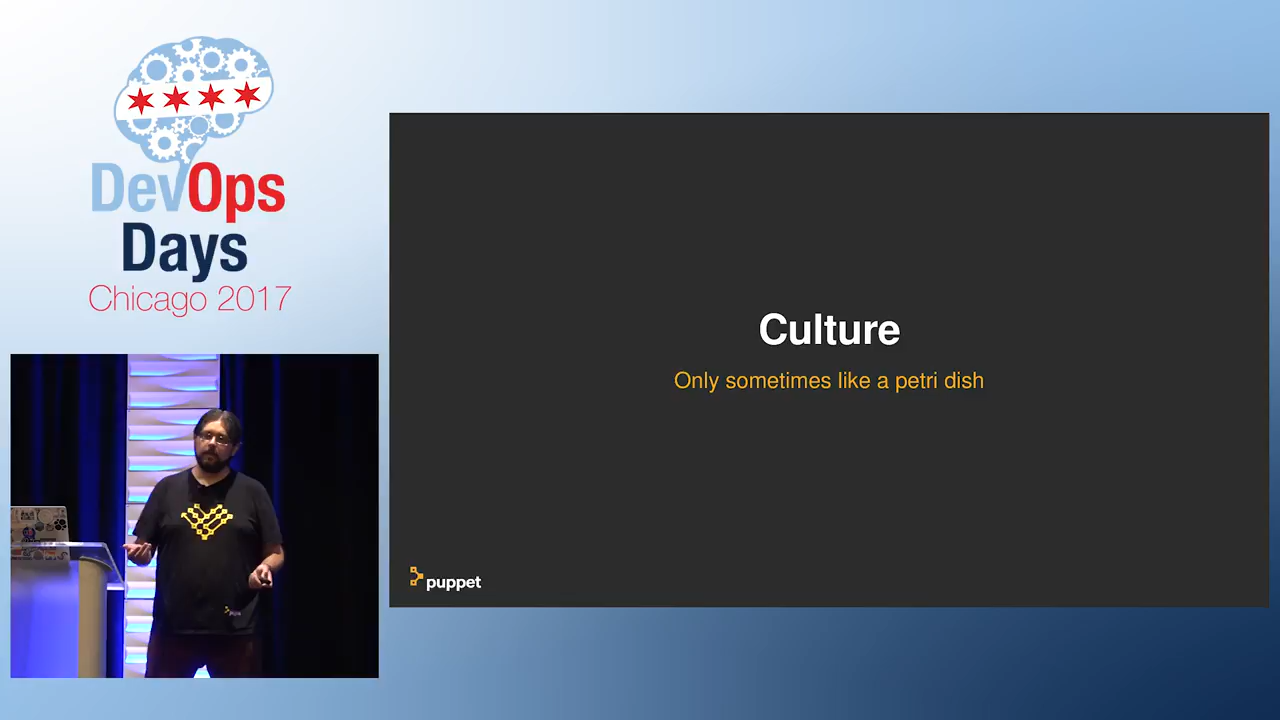 DevOps
Days
Chicago 2017
Culture
Only sometimes like a petri dish
puppet